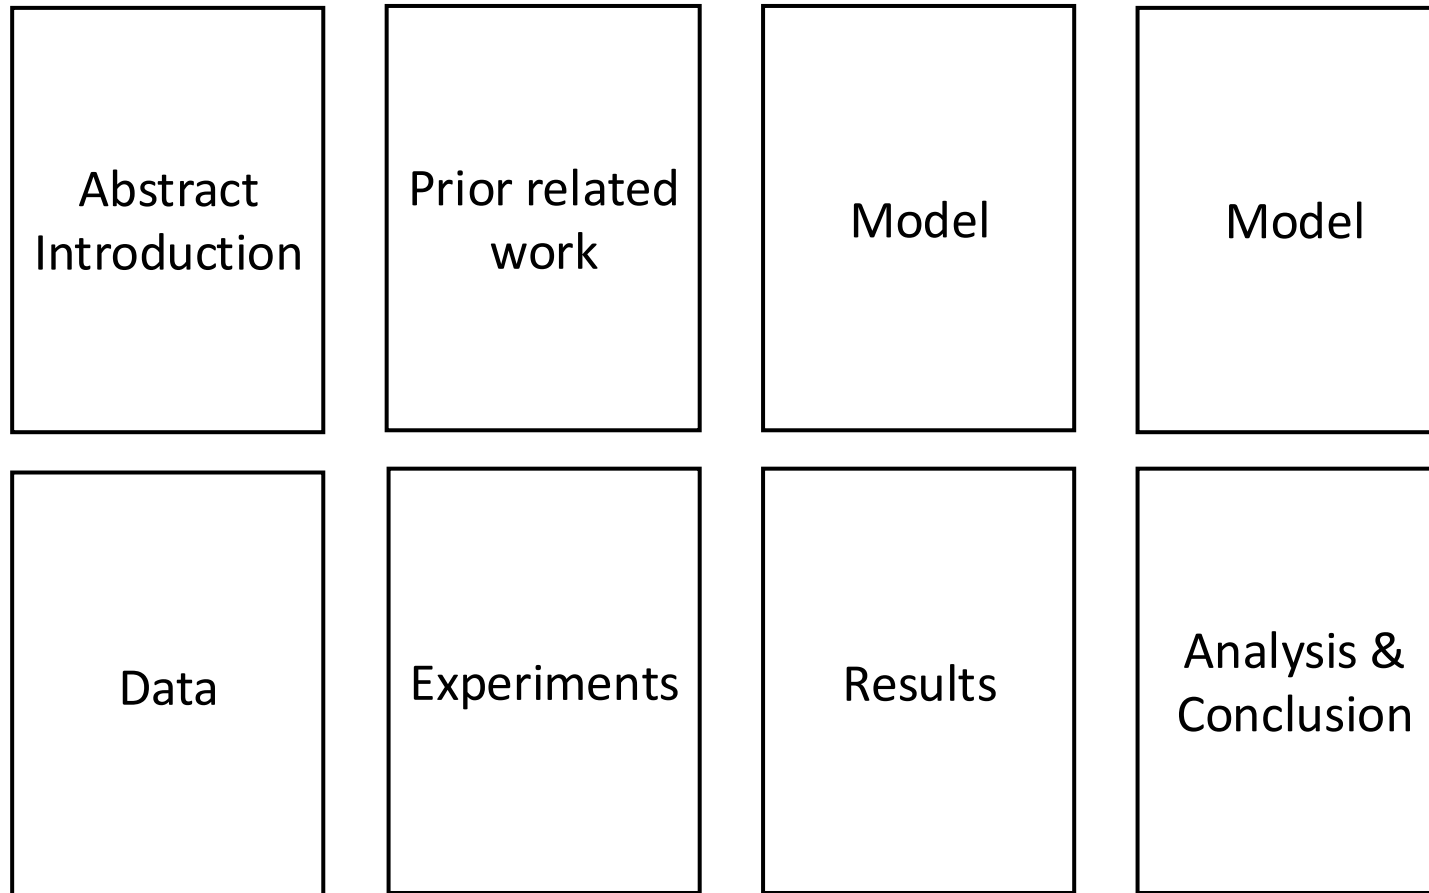 Abstract
Introduction
Prior related
work
Model
Model
Data
Experiments
Results
Analysis &
Conclusion